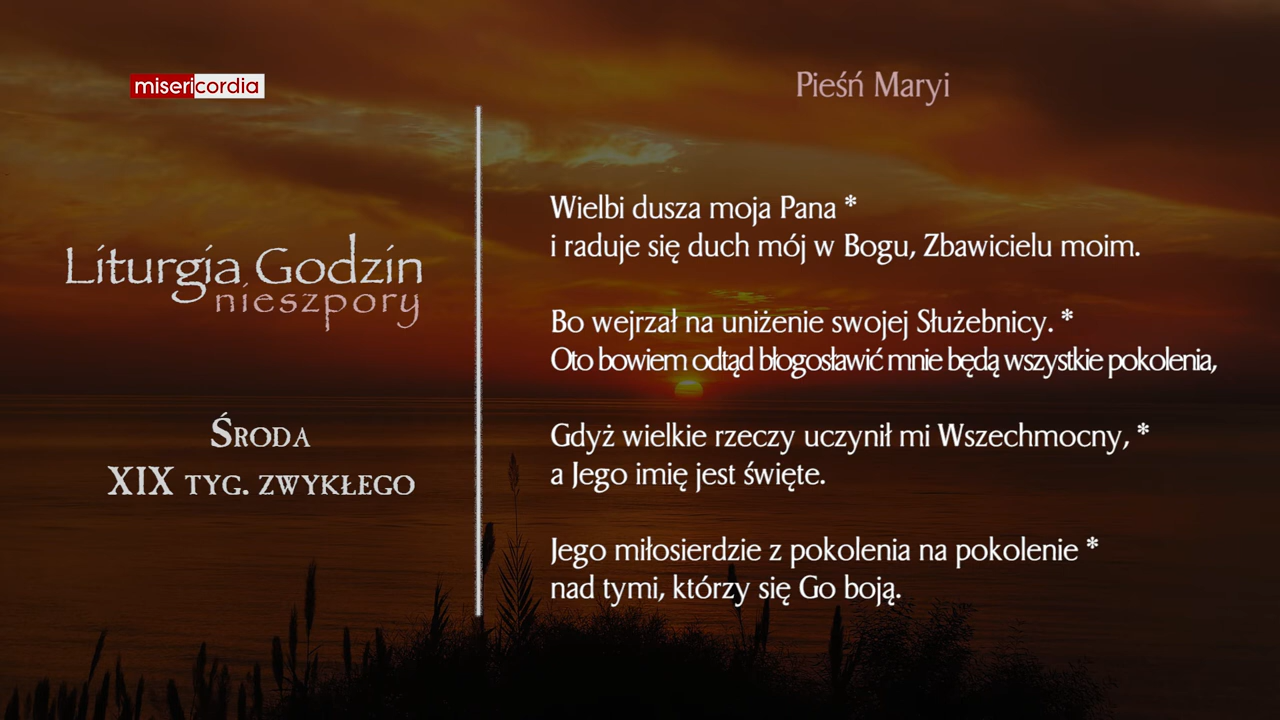 misericordia
Liturgia Godzin
nieszpory
Środa
XIX tyg. zwykłego
Pieśń Maryi
Wielbi dusza moja Pana *
i raduje się duch mój w Bogu, Zbawicielu moim.
Bo wejrzał na uniżenie swojej Służebnicy. *
Oto bowiem odtąd błogosławić mnie będą wszystkie pokolenia,
Gdyż wielkie rzeczy uczynił mi Wszechmocny, *
a Jego imię jest święte.
Jego miłosierdzie z pokolenia na pokolenie *
nad tymi, którzy się Go boją.